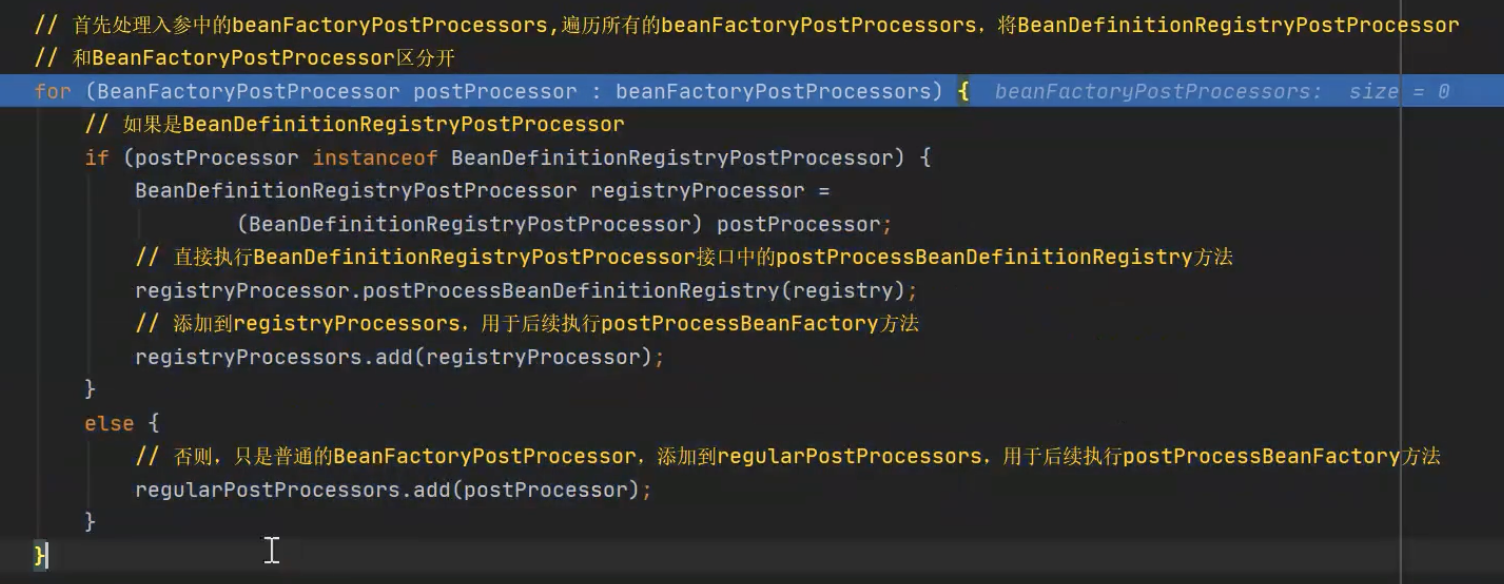 // 首先处理入参中的beanFactoryPostProcessors,遍历所有的beanFactoryPostProcessors，将BeanDefinitionRegistryPostProcessor
// 和BeanFactoryPostProcessor区分开
for (BeanFactoryPostProcessor postProcessor : beanFactoryPostProcessors) { beanFactoryPostProcessors: size = 0
// 如果是BeanDefinitionRegistryPostProcessor
if (postProcessor instanceof BeanDefinitionRegistryPostProcessor) {
BeanDefinitionRegistryPostProcessor registryProcessor =
(BeanDefinitionRegistryPostProcessor) postProcessor;
// 直接执行BeanDefinitionRegistryPostProcessor接口中的postProcessBeanDefinitionRegistry方法
registryProcessor.postProcessBeanDefinitionRegistry(registry);
// 添加到registryProcessors，用于后续执行postProcessBeanFactory方法
registryProcessors.add(registryProcessor);
}
else {
// 否则，只是普通的BeanFactoryPostProcessor，添加到regularPostProcessors，用于后续执行postProcessBeanFactory方法
regularPostProcessors.add(postProcessor);
}
}